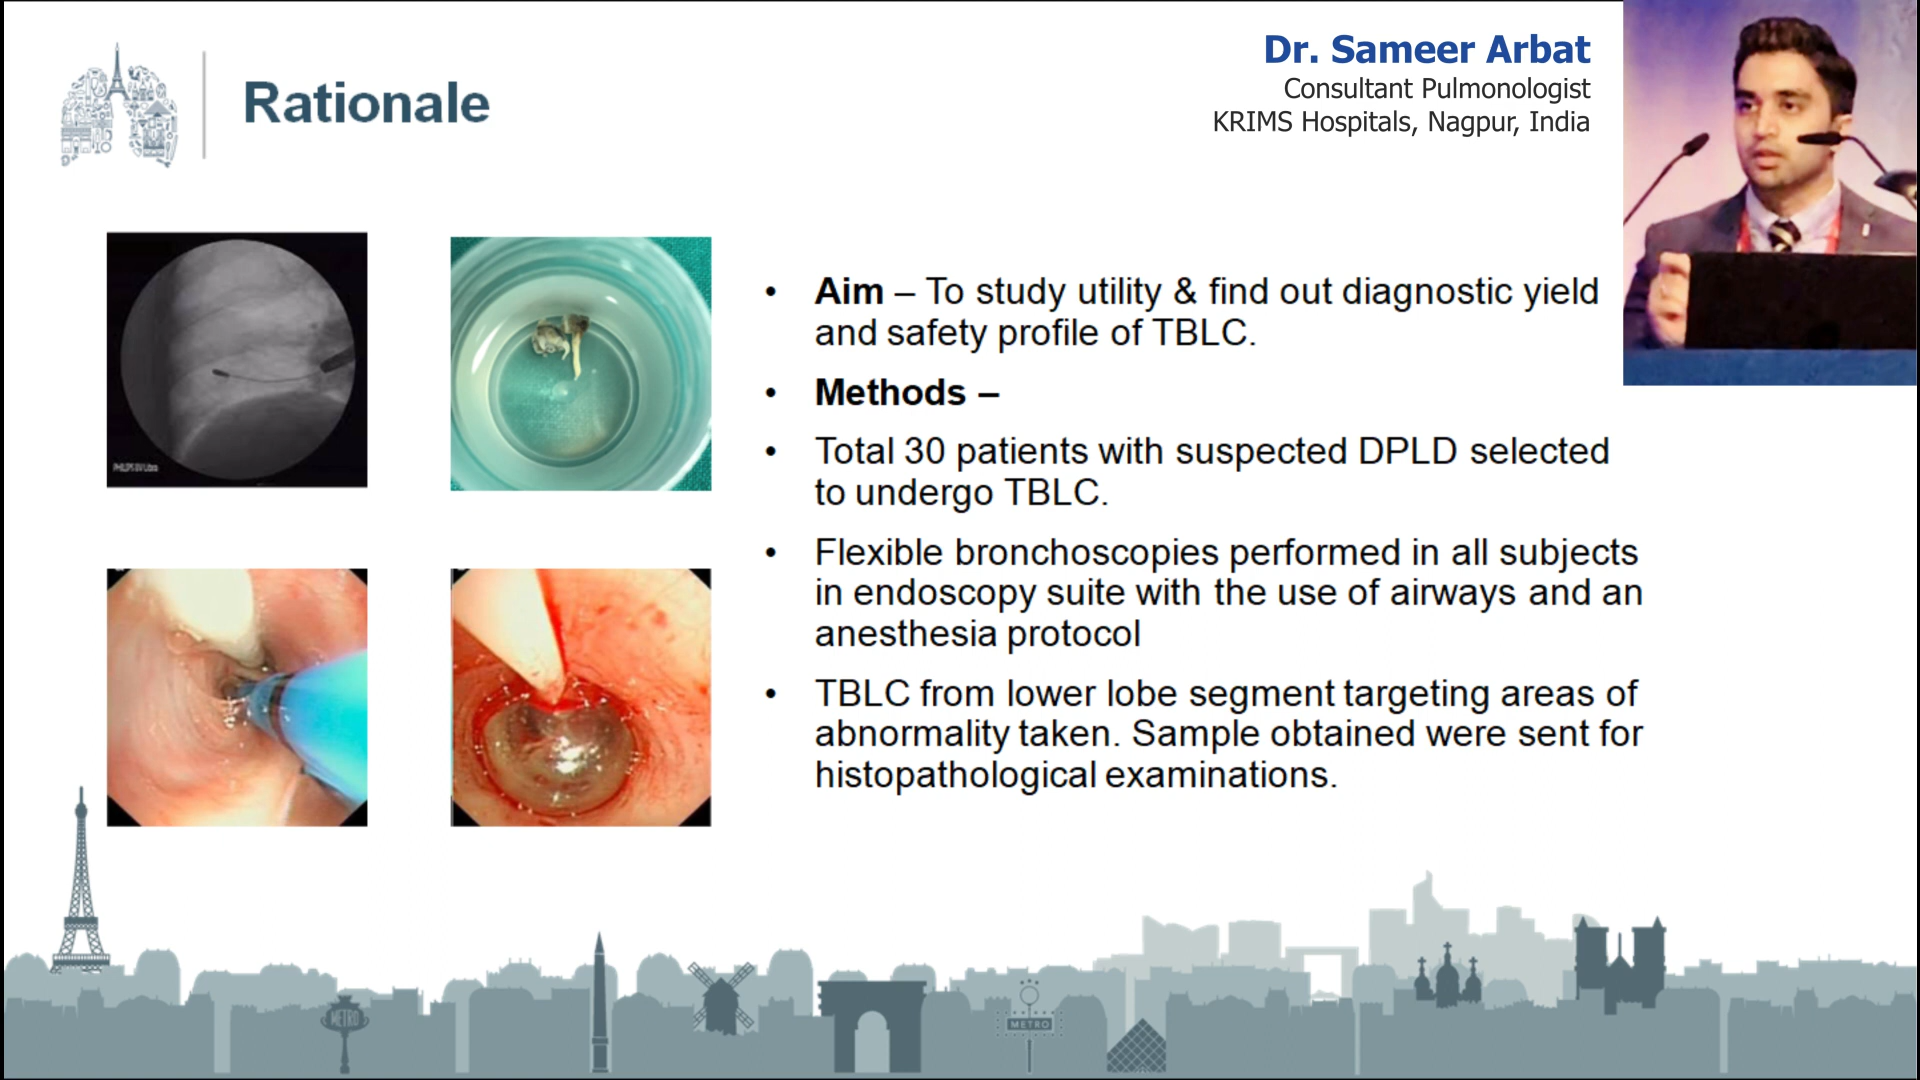 Rationale
Dr. Sameer Arbat
Consultant Pulmonologist
KRIMS Hospitals, Nagpur, India
• Aim – To study utility & find out diagnostic yield
and safety profile of TBLC.
• Methods –
• Total 30 patients with suspected DPLD selected
to undergo TBLC.
• Flexible bronchoscopies performed in all subjects
in endoscopy suite with the use of airways and an
anesthesia protocol
• TBLC from lower lobe segment targeting areas of
abnormality taken. Sample obtained were sent for
histopathological examinations.
METRO
METRO